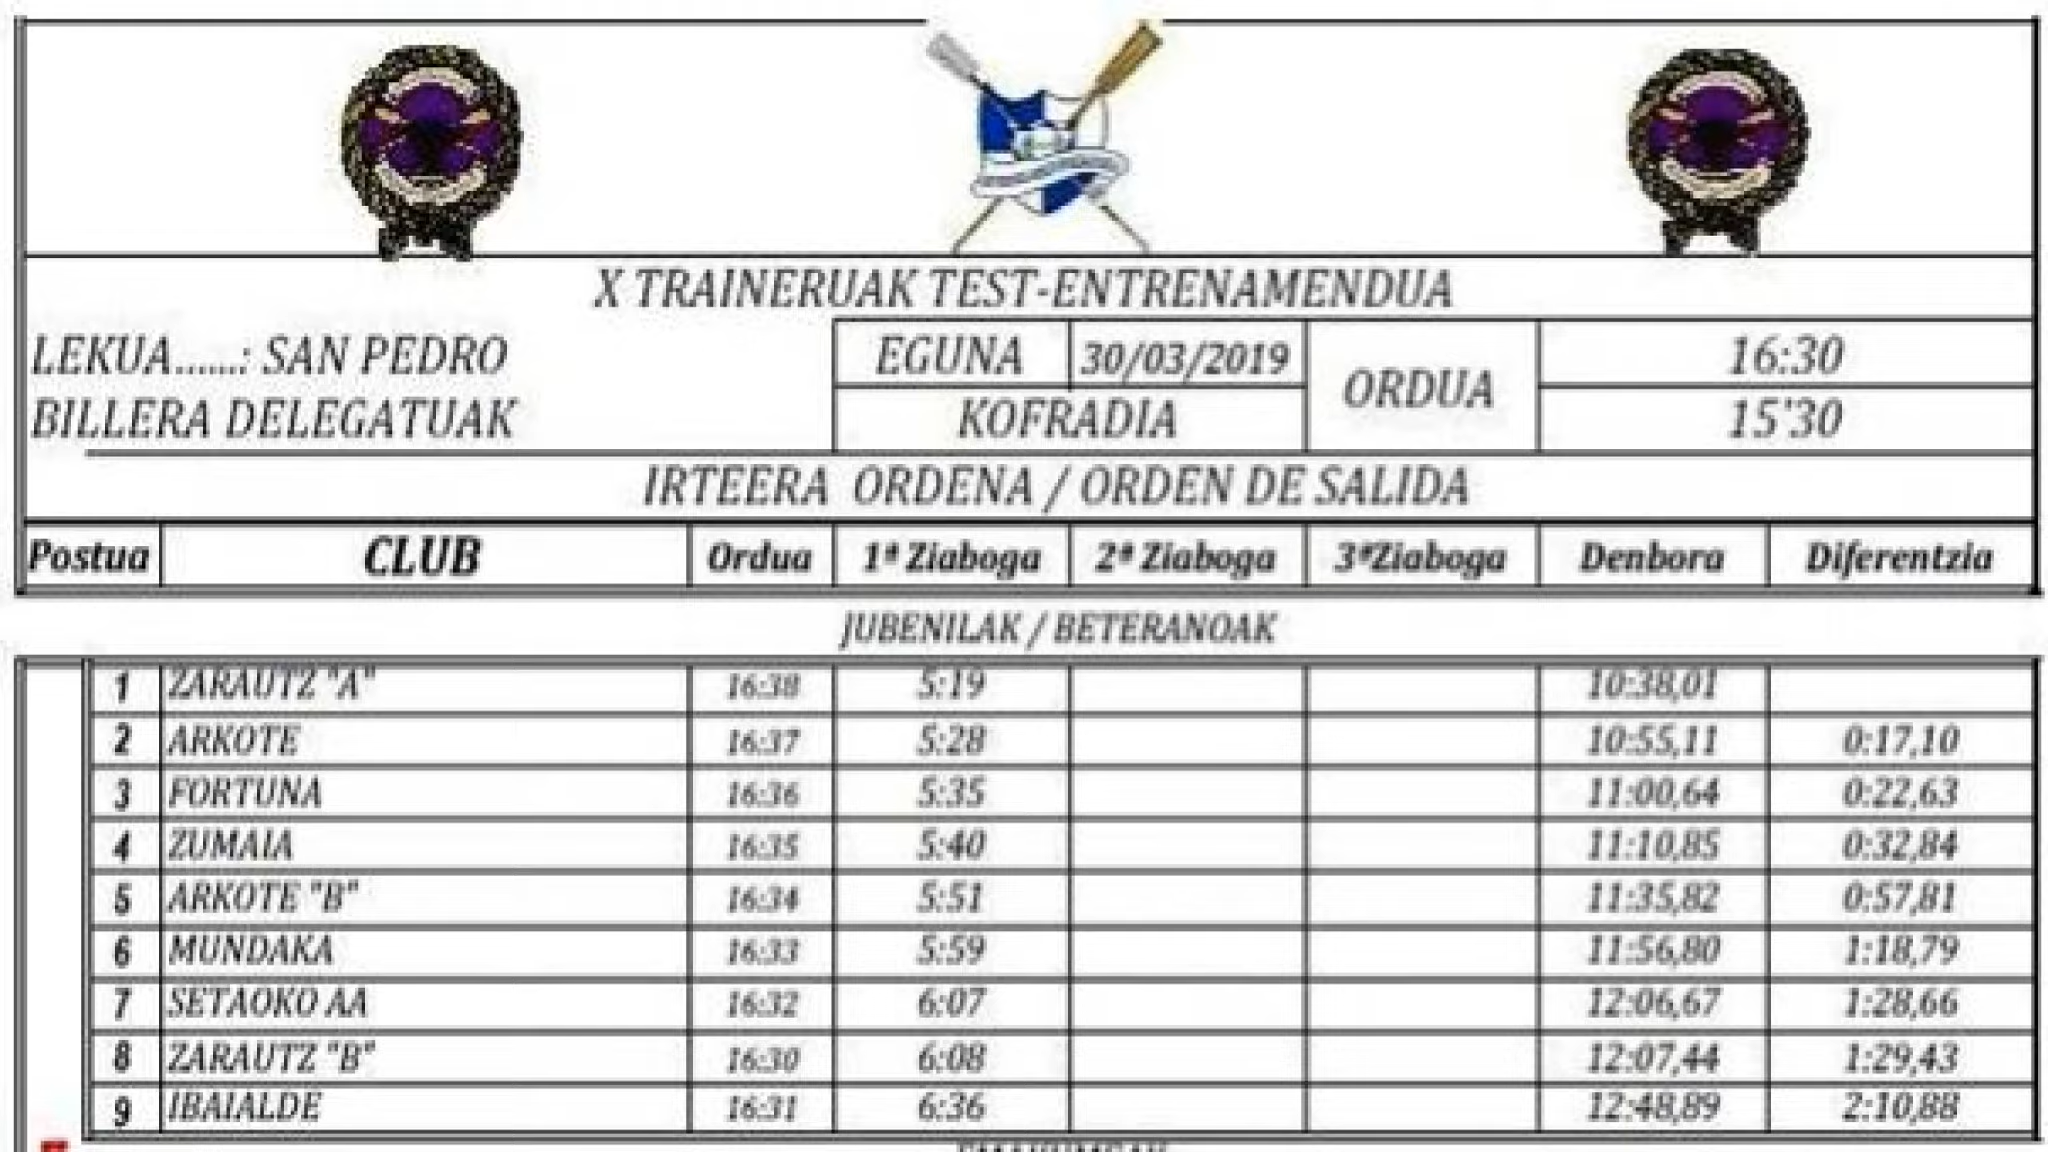 X TRAINERUAK TEST-ENTRENAMENDUA
LEKUA......: SAN PEDRO EGUNA 30/03/2019 ORDUA 16:30
BILLERA DELEGATUAK KOFRADIA 15'30
IRTEERA ORDENA / ORDEN DE SALIDA
Postua CLUB Ordua 1ª Ziaboga 2ª Ziaboga 3ªZiaboga Denbora Diferentzia
JUBENILAK / BETERANOAK
1 ZARAUTZ "A" 16:38 5:19 10:38,01
2 ARKOTE 16:37 5:28 10:55,11 0:17,10
3 FORTUNA 16:36 5:35 11:00,64 0:22,63
4 ZUMAIA 16:35 5:40 11:10,85 0:32,84
5 ARKOTE "B" 16:34 5:51 11:35,82 0:57,81
6 MUNDAKA 16:33 5:59 11:56,80 1:18,79
7 SETAOKO AA 16:32 6:07 12:06,67 1:28,66
8 ZARAUTZ "B" 16:30 6:08 12:07,44 1:29,43
9 IBAIALDE 16:31 6:36 12:48,89 2:10,88